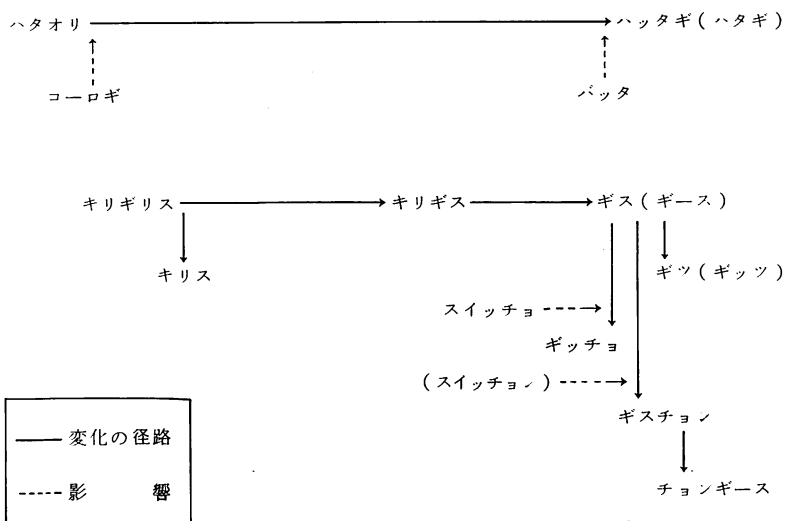 ハタオリ ハッタギ(ハタギ)
コーロギ バッタ
キリギリス キリギス ギス(ギース)
キリス ギツ(ギッツ)
スイッチョ
ギッチョ
(スイッチョン)
ギスチョン
チョンギース
変化の径路
影響